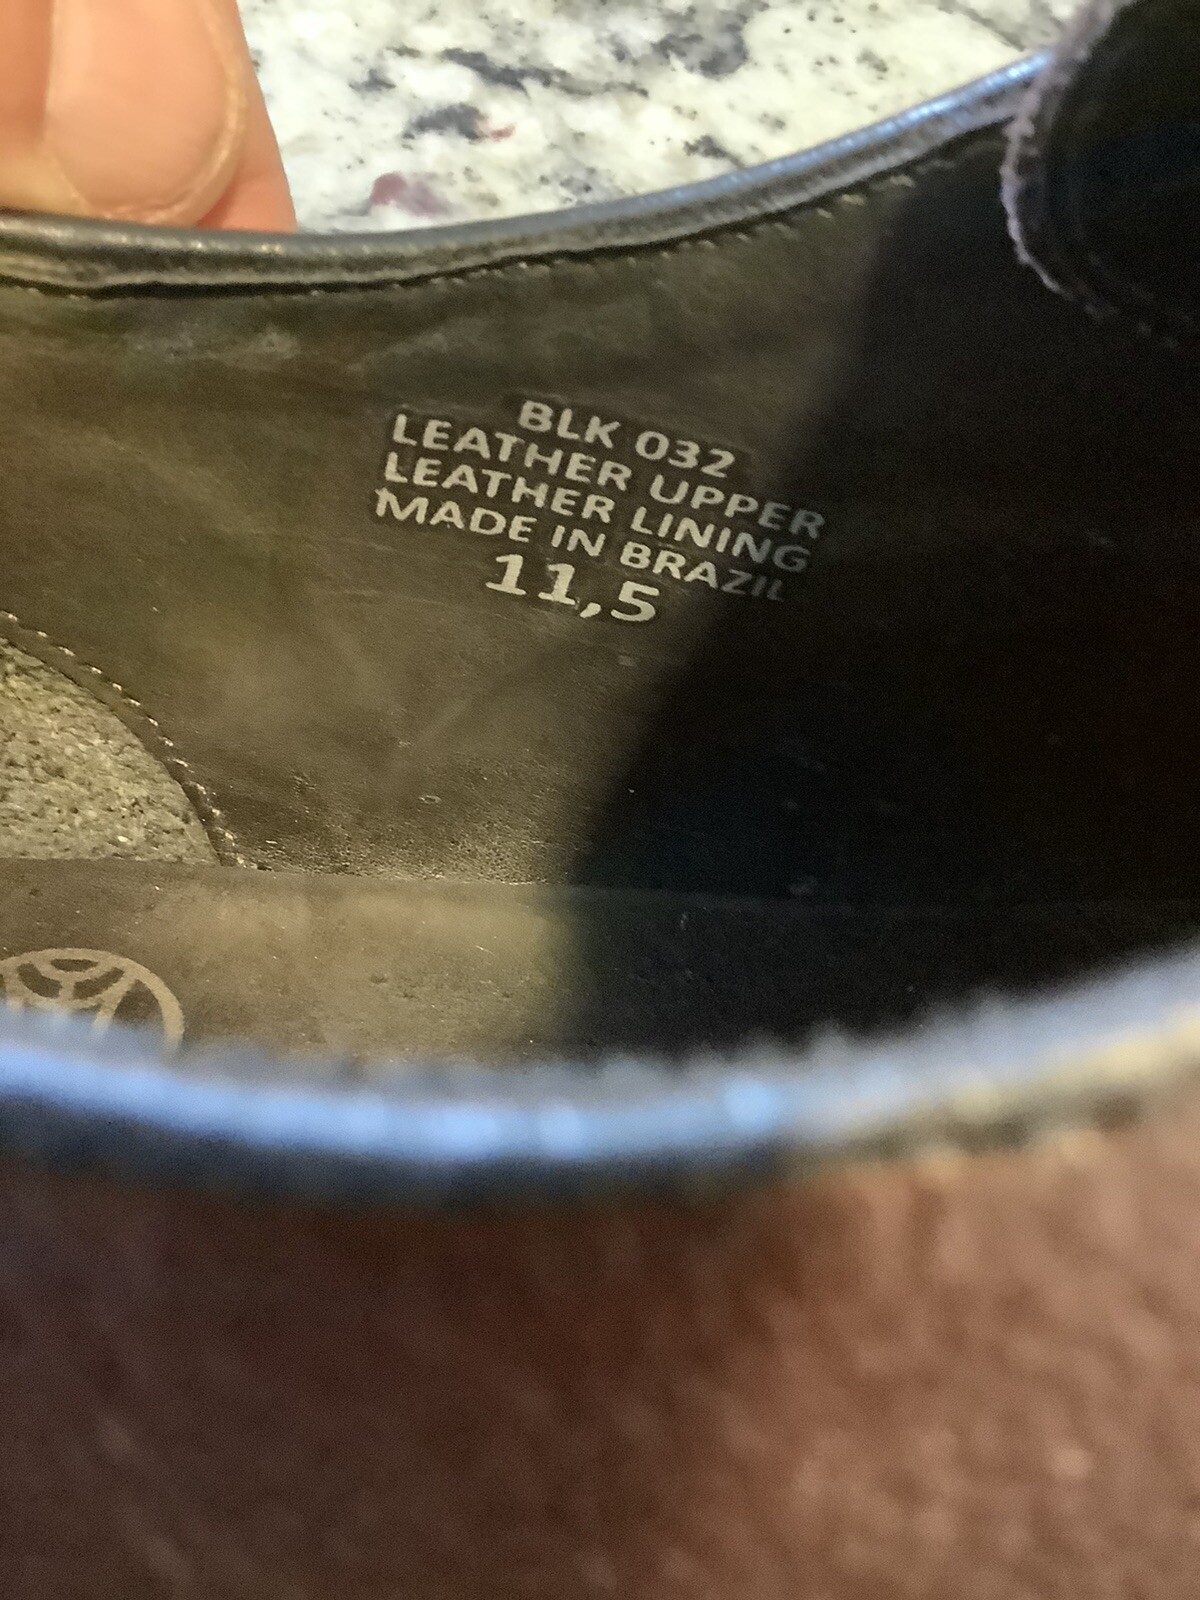 BLK 032
LEATHER UPPER
LEATHER LINING
MADE IN BRAZIL
11,5